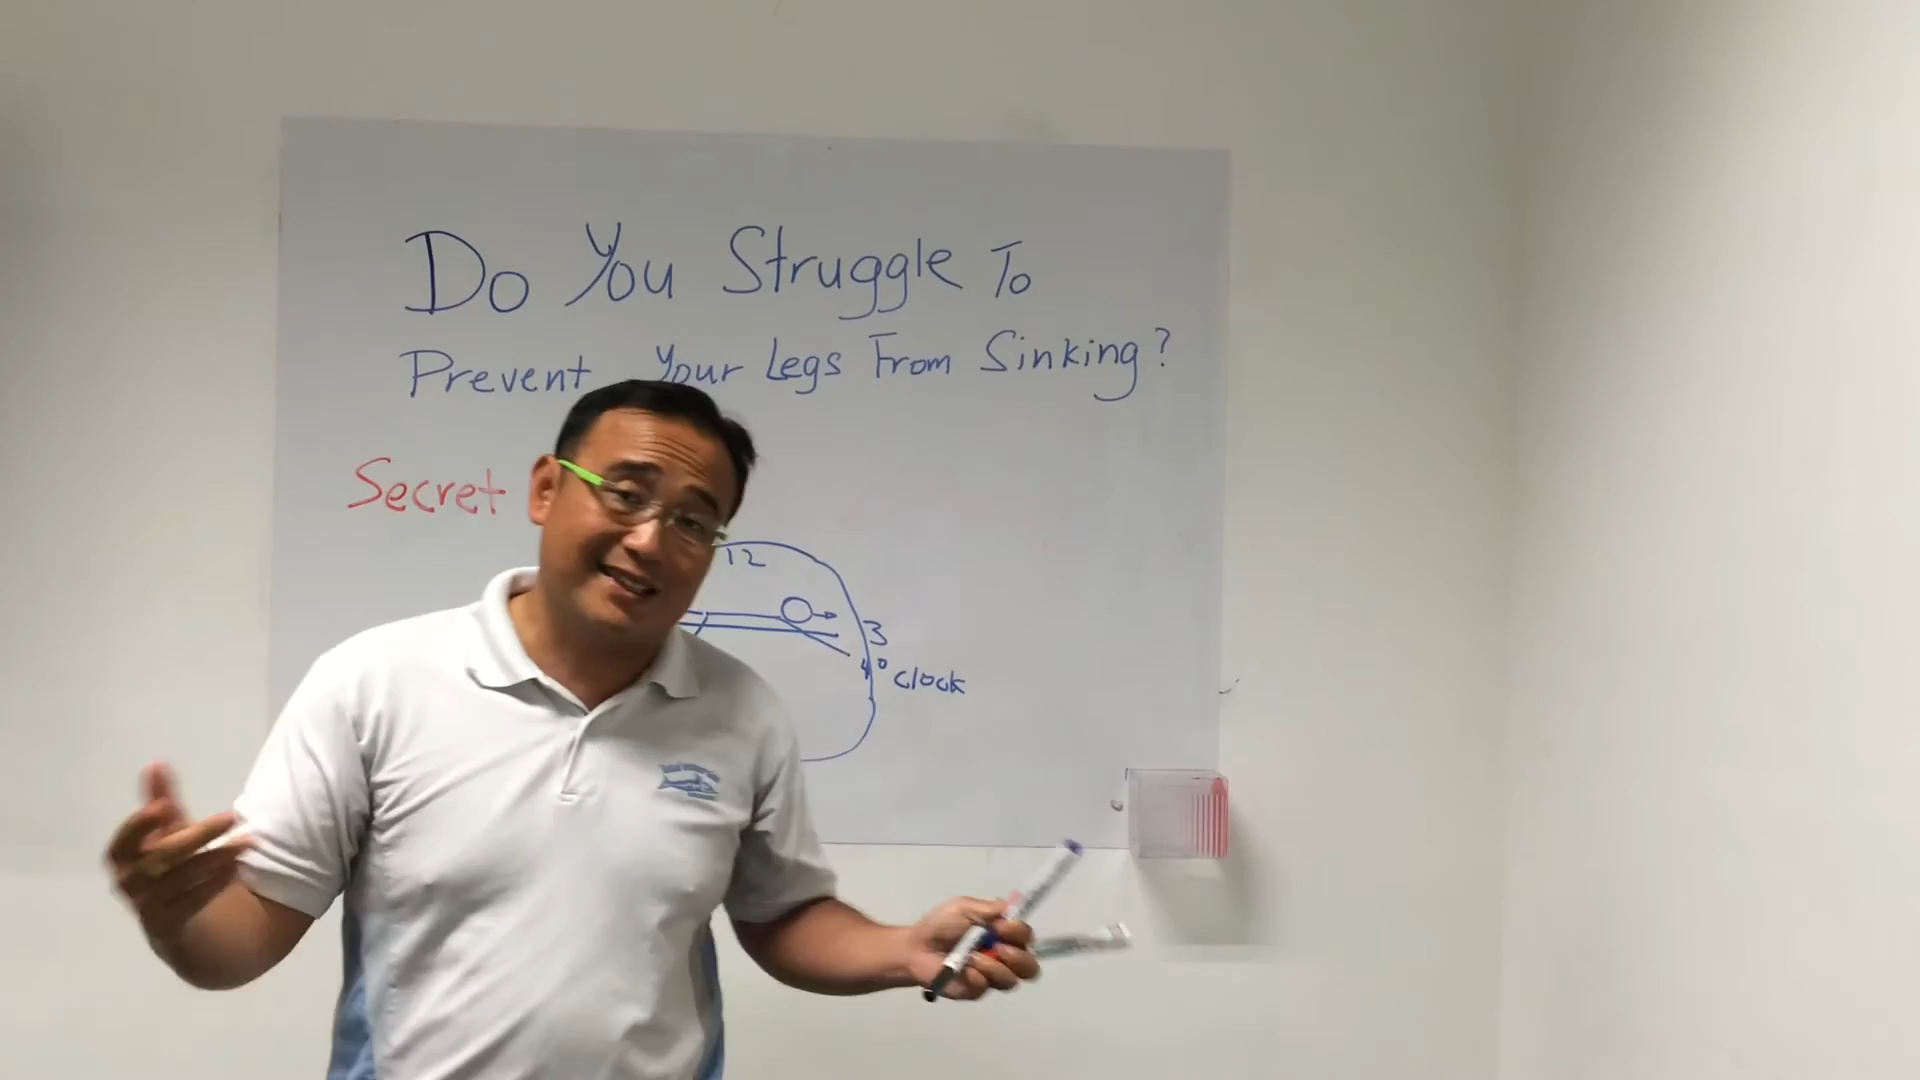 Do You Struggle To
Prevent Your Legs From Sinking?
Secret
12
3
4° clock